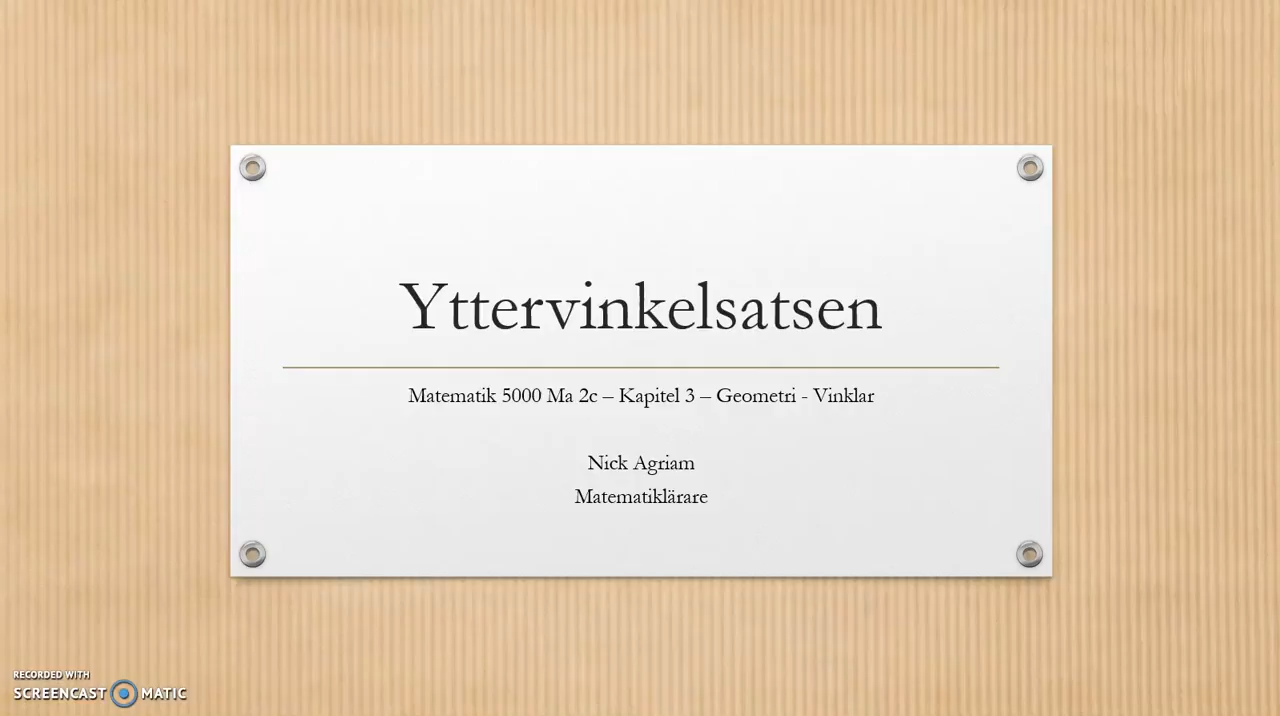 Yttervinkelsatsen
Matematik 5000 Ma 2c – Kapitel 3 – Geometri - Vinklar
Nick Agriam
Matematiklärare
RECORDED WITH
SCREENCAST MATIC